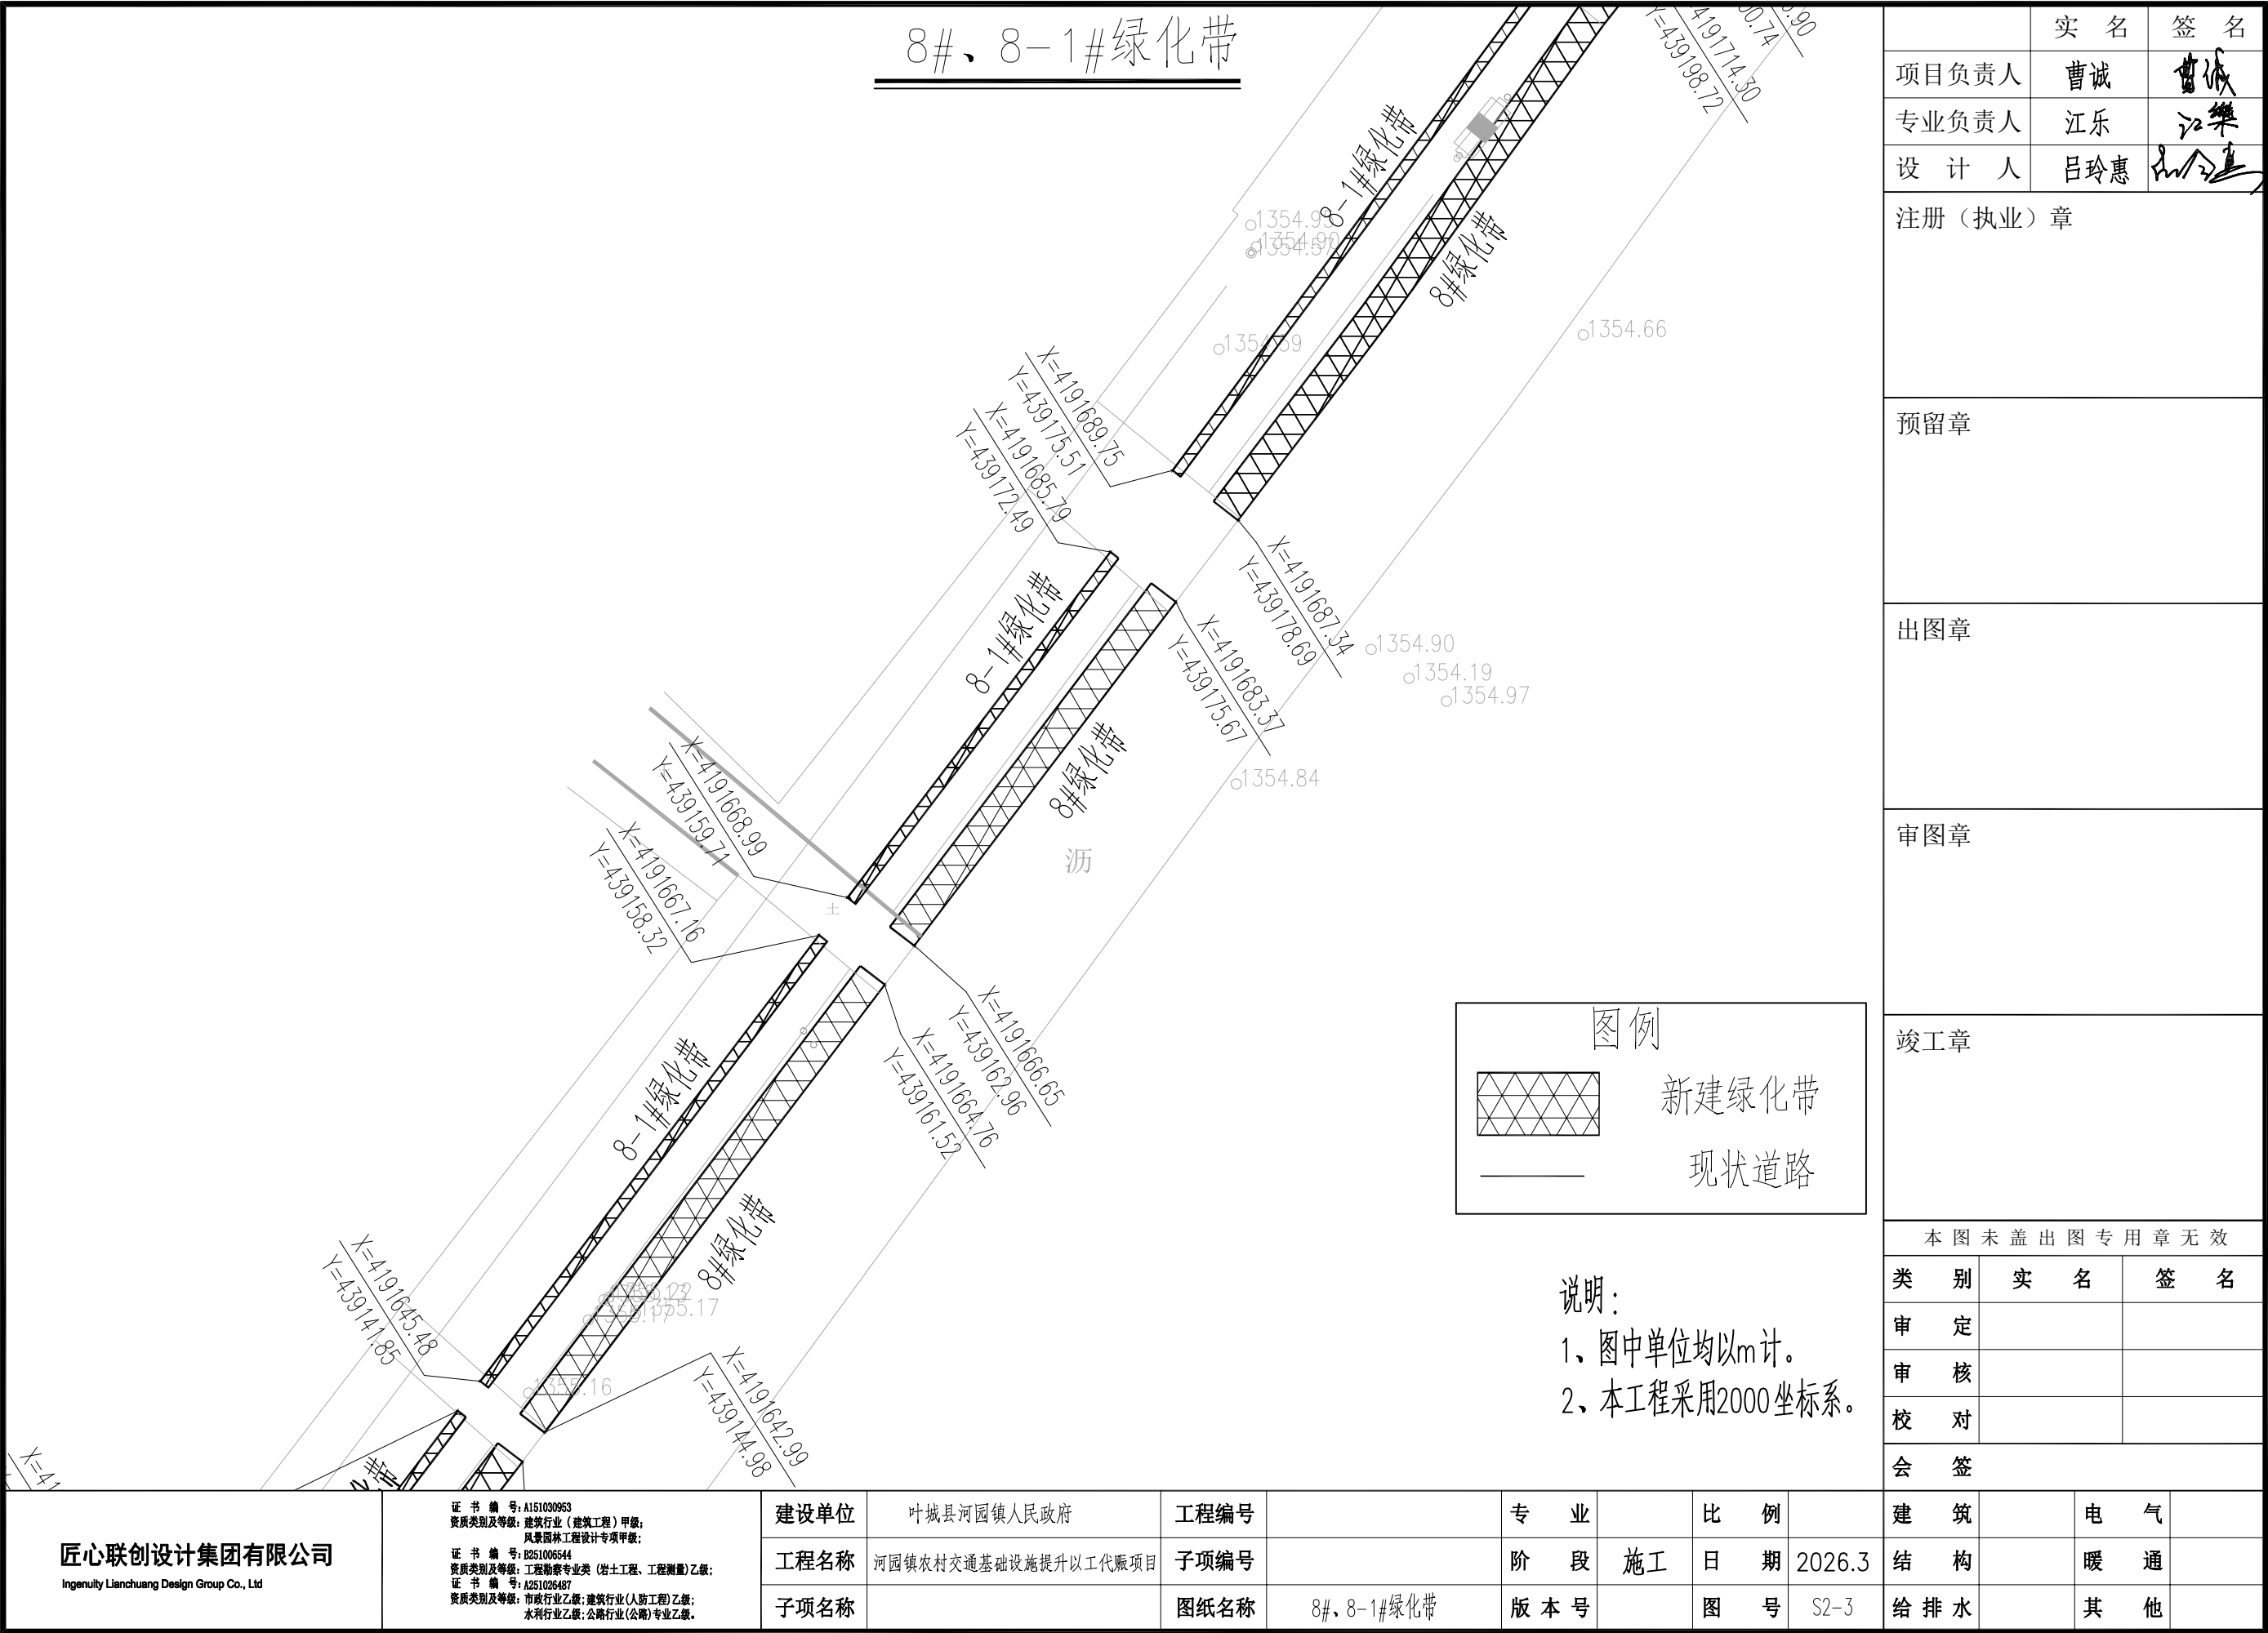 8#、8-1#绿化带
4191714.30
Y=439198.72
8-1#绿化带
8#绿化带
1354.90
1354.66
X=4191689.75
Y=439175.51
X=4191685.79
Y=439172.49
X=4191687.34
Y=439178.69
X=4191683.37
Y=439175.67
1354.90
1354.19
1354.97
1354.84
8-1#绿化带
8#绿化带
沥
X=4191668.99
Y=439159.71
X=4191667.16
Y=439158.32
土
X=4191666.65
Y=439162.96
X=4191664.76
Y=439161.52
8-1#绿化带
8#绿化带
1355.17
1355.16
X=4191645.48
Y=439141.85
X=4191642.99
Y=439144.98
X=41
图例
新建绿化带
现状道路
说明：
1、图中单位均以m计。
2、本工程采用2000坐标系。
实 名 签 名
项目负责人 曹诚 曹诚
专业负责人 江乐 江樂
设 计 人 吕玲惠
注册（执业）章
预留章
出图章
审图章
竣工章
本图未盖出图专用章无效
类 别 实 名 签 名
审 定
审 核
校 对
会 签
建 筑 电 气
结 构 暖 通
给排水 其 他
匠心联创设计集团有限公司
Ingenuity Lianchuang Design Group Co., Ltd
证 书 编 号: A151030953
资质类别及等级: 建筑行业（建筑工程）甲级;
风景园林工程设计专项甲级;
证 书 编 号: B251006544
资质类别及等级: 工程勘察专业类（岩土工程、工程测量)乙级;
证 书 编 号: A251026487
资质类别及等级: 市政行业乙级; 建筑行业(人防工程)乙级;
水利行业乙级; 公路行业(公路)专业乙级。
建设单位 叶城县河园镇人民政府 工程编号 专 业 比 例
工程名称 河园镇农村交通基础设施提升以工代赈项目 子项编号 阶 段 施工 日 期 2026.3
子项名称 图纸名称 8#、8-1#绿化带 版本号 图 号 S2-3